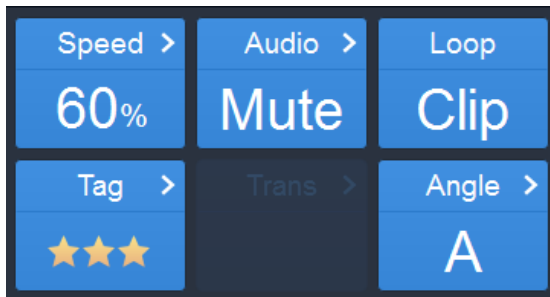 Speed > Audio > Loop
60% Mute Clip
Tag > Trans > Angle >
A